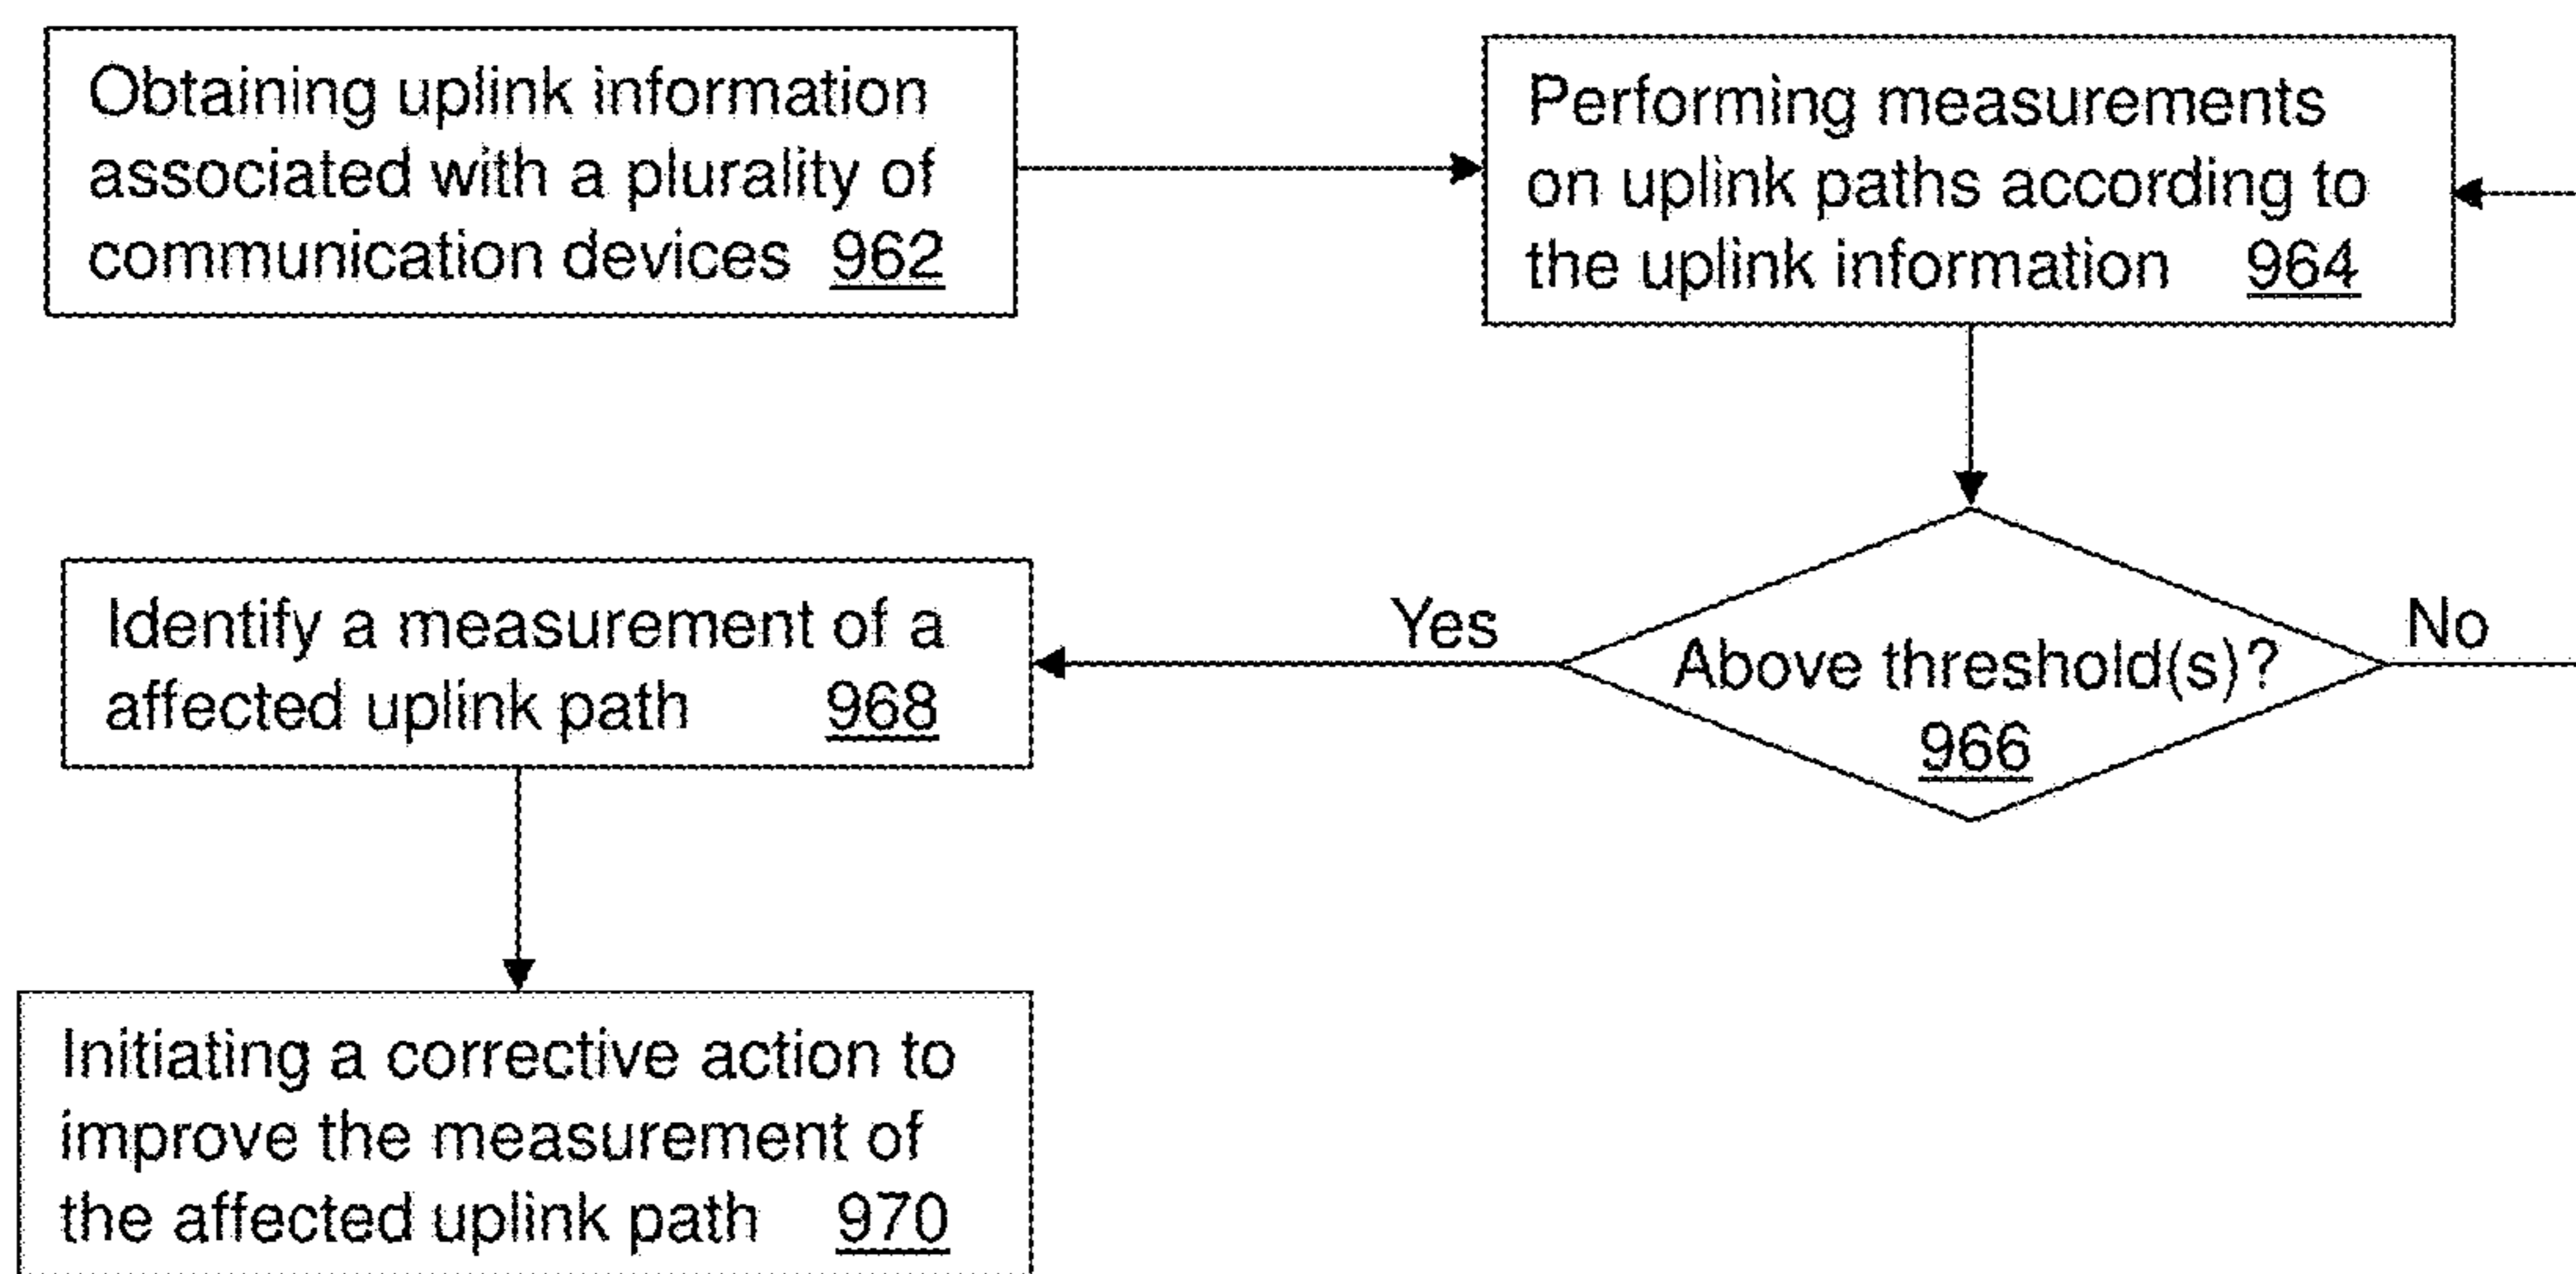 Obtaining uplink information
associated with a plurality of
communication devices 962
Performing measurements
on uplink paths according to
the uplink information 964
Above threshold(s)?
966
Yes
No
Identify a measurement of a
affected uplink path 968
Initiating a corrective action to
improve the measurement of
the affected uplink path 970